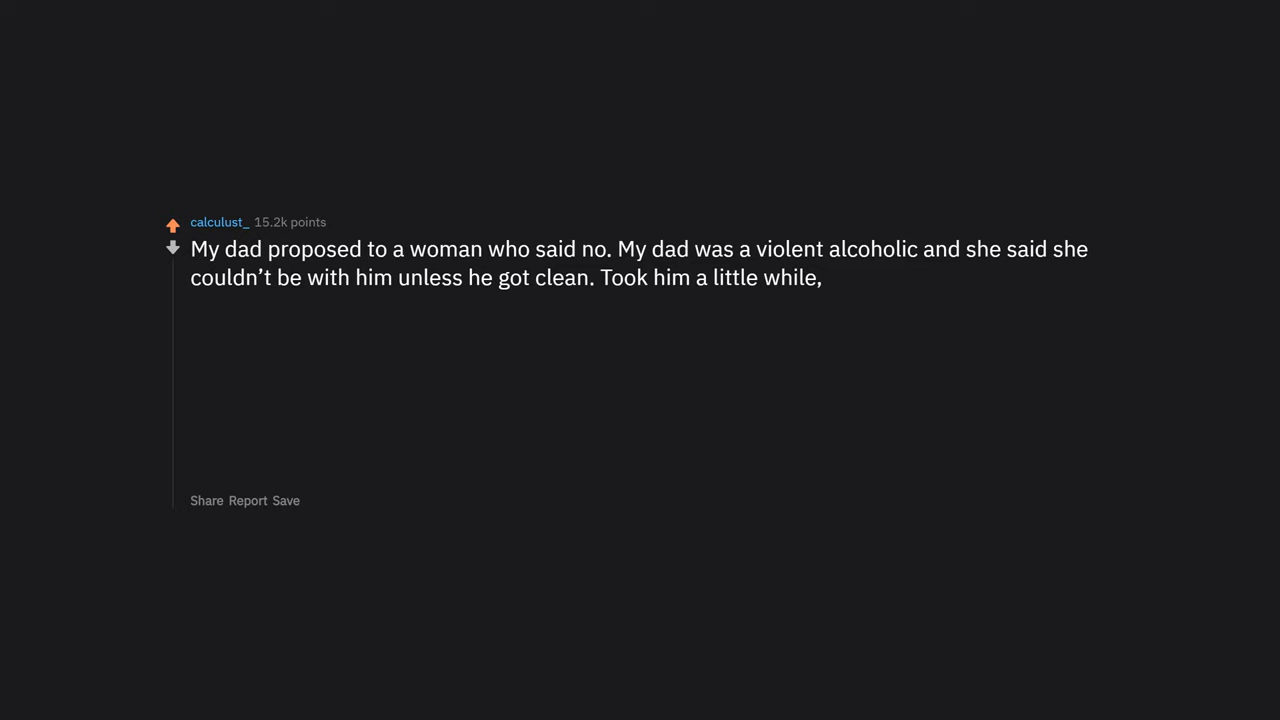 calculust_ 15.2k points
My dad proposed to a woman who said no. My dad was a violent alcoholic and she said she
couldn’t be with him unless he got clean. Took him a little while,
Share Report Save